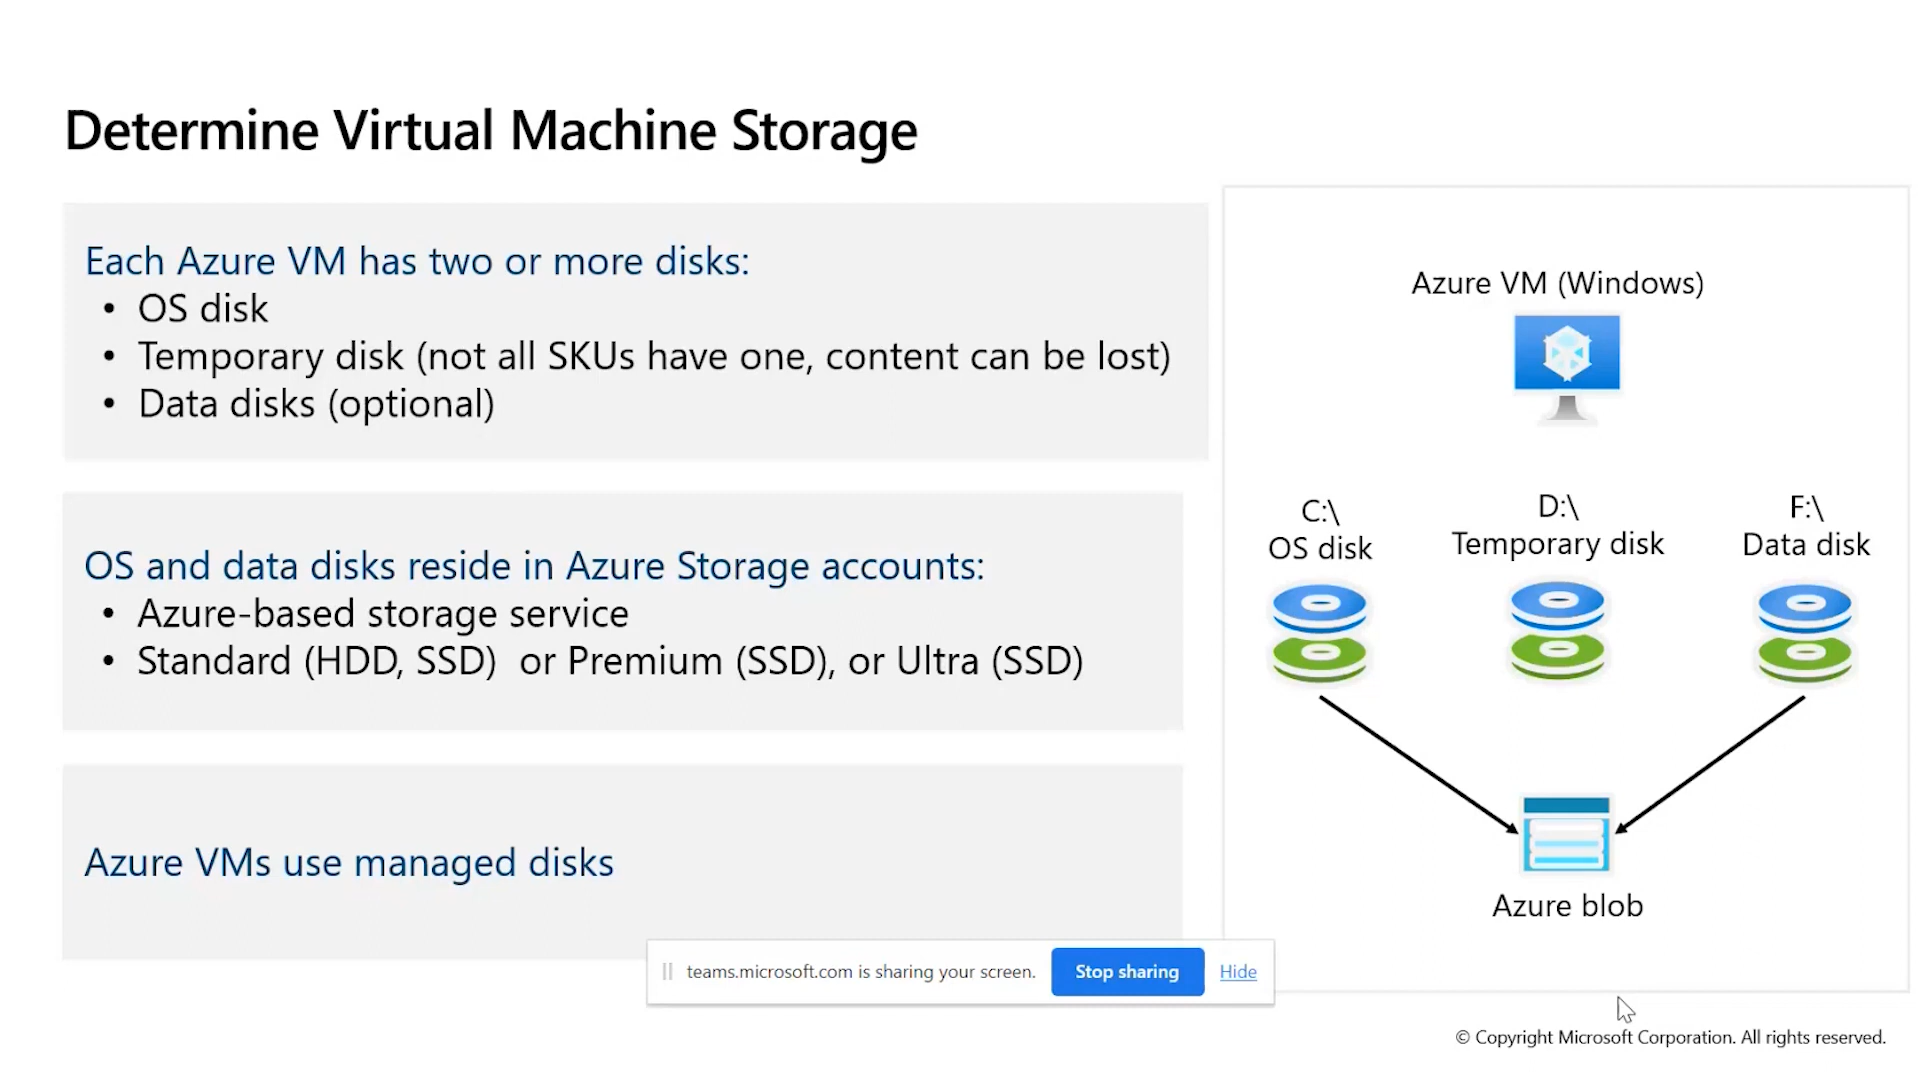 Determine Virtual Machine Storage
Each Azure VM has two or more disks:
• OS disk
• Temporary disk (not all SKUs have one, content can be lost)
• Data disks (optional)
OS and data disks reside in Azure Storage accounts:
• Azure-based storage service
• Standard (HDD, SSD)  or Premium (SSD), or Ultra (SSD)
Azure VMs use managed disks
Azure VM (Windows)
C:\
OS disk
D:\
Temporary disk
F:\
Data disk
Azure blob
teams.microsoft.com is sharing your screen.
Stop sharing
Hide
© Copyright Microsoft Corporation. All rights reserved.